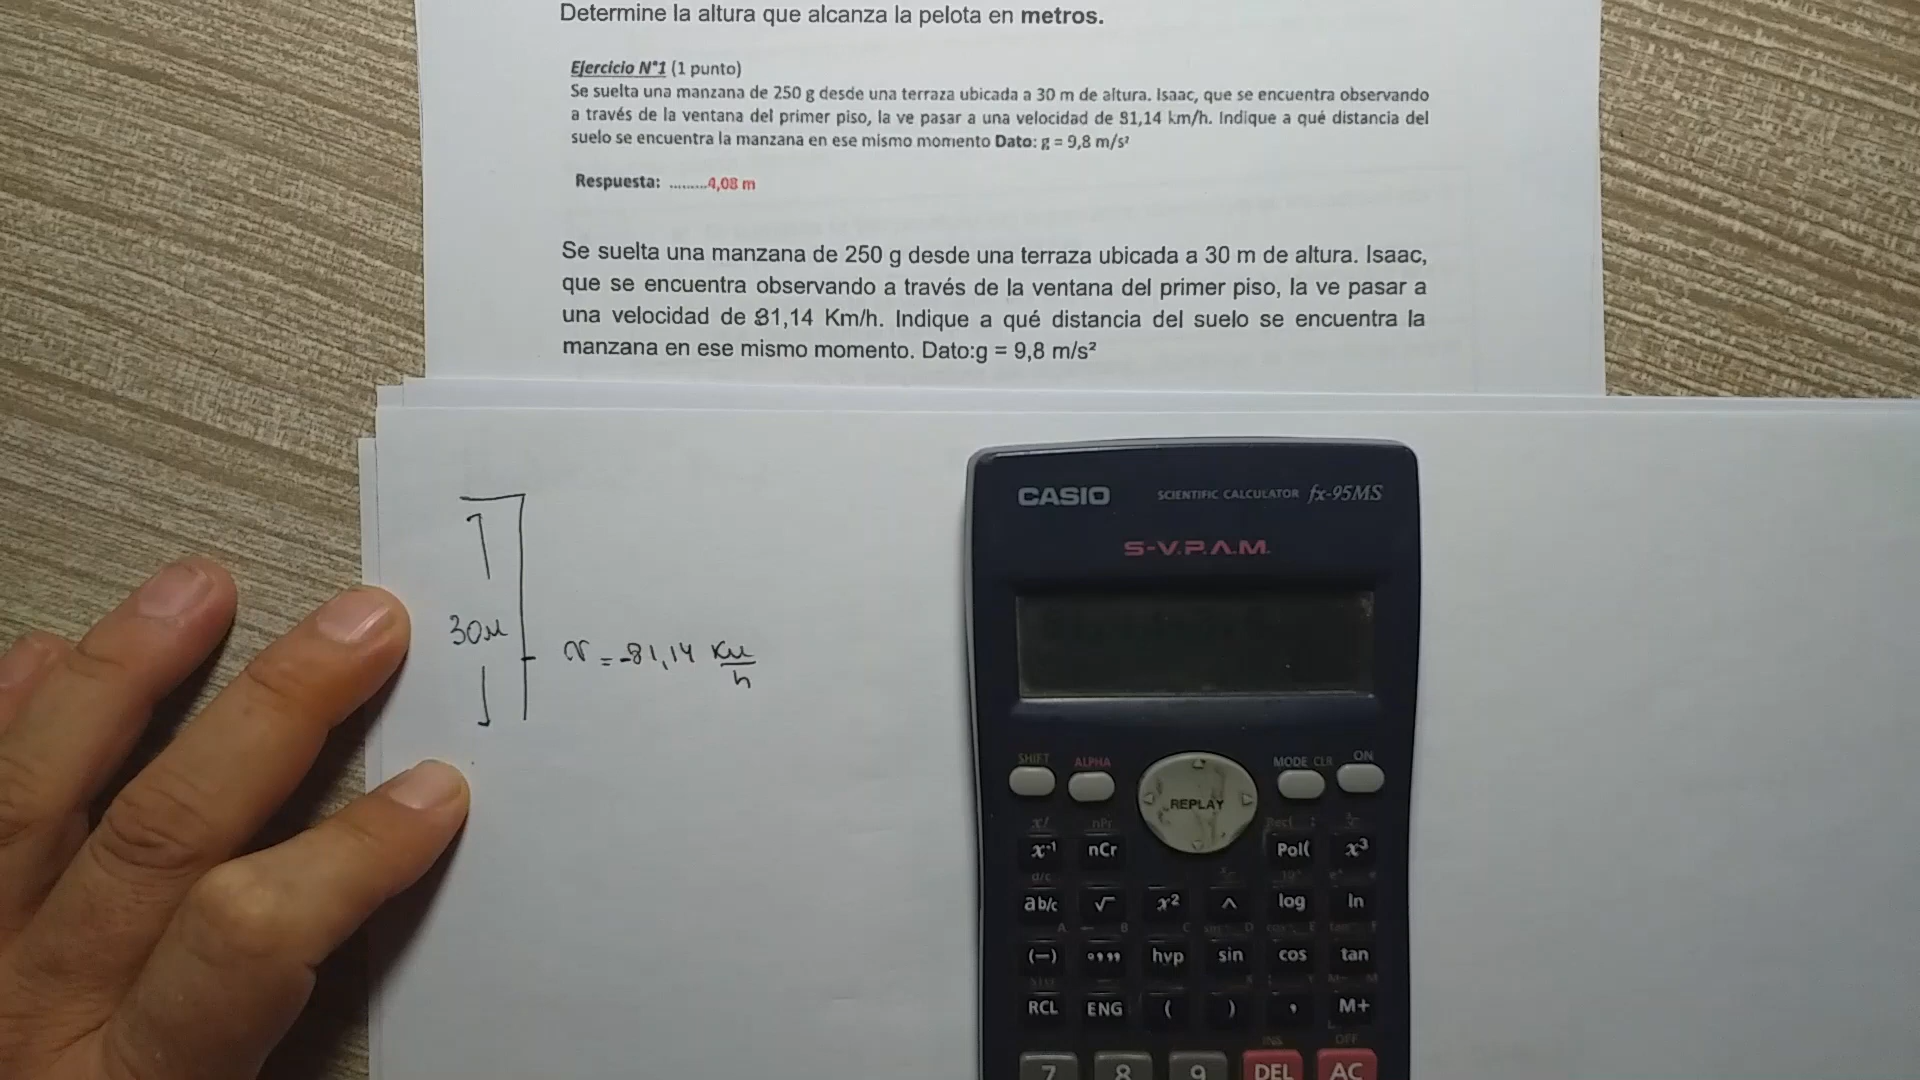 Determine la altura que alcanza la pelota en metros.
Ejercicio N°1 (1 punto)
Se suelta una manzana de 250 g desde una terraza ubicada a 30 m de altura. Isaac, que se encuentra observando
a través de la ventana del primer piso, la ve pasar a una velocidad de 81,14 km/h. Indique a qué distancia del
suelo se encuentra la manzana en ese mismo momento Dato: g = 9,8 m/s²
Respuesta: .........4,08 m
Se suelta una manzana de 250 g desde una terraza ubicada a 30 m de altura. Isaac,
que se encuentra observando a través de la ventana del primer piso, la ve pasar a
una velocidad de 81,14 Km/h. Indique a qué distancia del suelo se encuentra la
manzana en ese mismo momento. Dato:g = 9,8 m/s²
30m
v = -81,14 Km/h
CASIO SCIENTIFIC CALCULATOR fx-95MS
S-V.P.A.M.
SHIFT ALPHA MODE CLR ON
REPLAY
x! nPr Rec( :
x⁻¹ nCr Pol( x³
d/c
ab/c √ x² ^ log ln
A B C D E F
(−) °,,, hyp sin cos tan
RCL ENG ( ) , M+
INS OFF
7 8 9 DEL AC